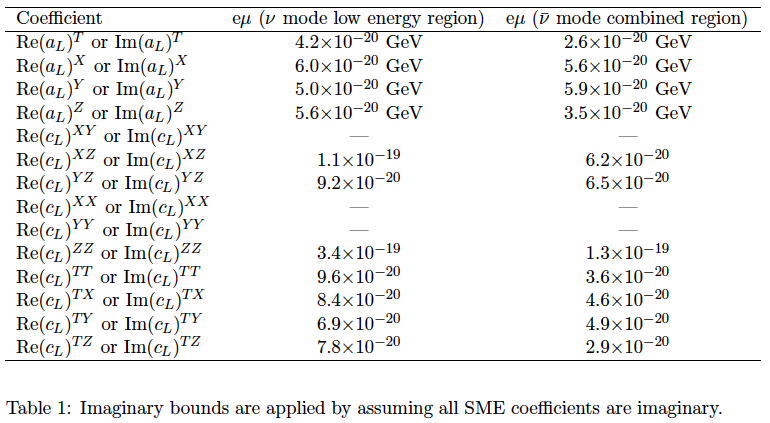 Coefficient eμ (ν mode low energy region) eμ (ν̄ mode combined region)
Re(a_L)^T or Im(a_L)^T 4.2×10^−20 GeV 2.6×10^−20 GeV
Re(a_L)^X or Im(a_L)^X 6.0×10^−20 GeV 5.6×10^−20 GeV
Re(a_L)^Y or Im(a_L)^Y 5.0×10^−20 GeV 5.9×10^−20 GeV
Re(a_L)^Z or Im(a_L)^Z 5.6×10^−20 GeV 3.5×10^−20 GeV
Re(c_L)^XY or Im(c_L)^XY — —
Re(c_L)^XZ or Im(c_L)^XZ 1.1×10^−19 6.2×10^−20
Re(c_L)^YZ or Im(c_L)^YZ 9.2×10^−20 6.5×10^−20
Re(c_L)^XX or Im(c_L)^XX — —
Re(c_L)^YY or Im(c_L)^YY — —
Re(c_L)^ZZ or Im(c_L)^ZZ 3.4×10^−19 1.3×10^−19
Re(c_L)^TT or Im(c_L)^TT 9.6×10^−20 3.6×10^−20
Re(c_L)^TX or Im(c_L)^TX 8.4×10^−20 4.6×10^−20
Re(c_L)^TY or Im(c_L)^TY 6.9×10^−20 4.9×10^−20
Re(c_L)^TZ or Im(c_L)^TZ 7.8×10^−20 2.9×10^−20
Table 1: Imaginary bounds are applied by assuming all SME coefficients are imaginary.